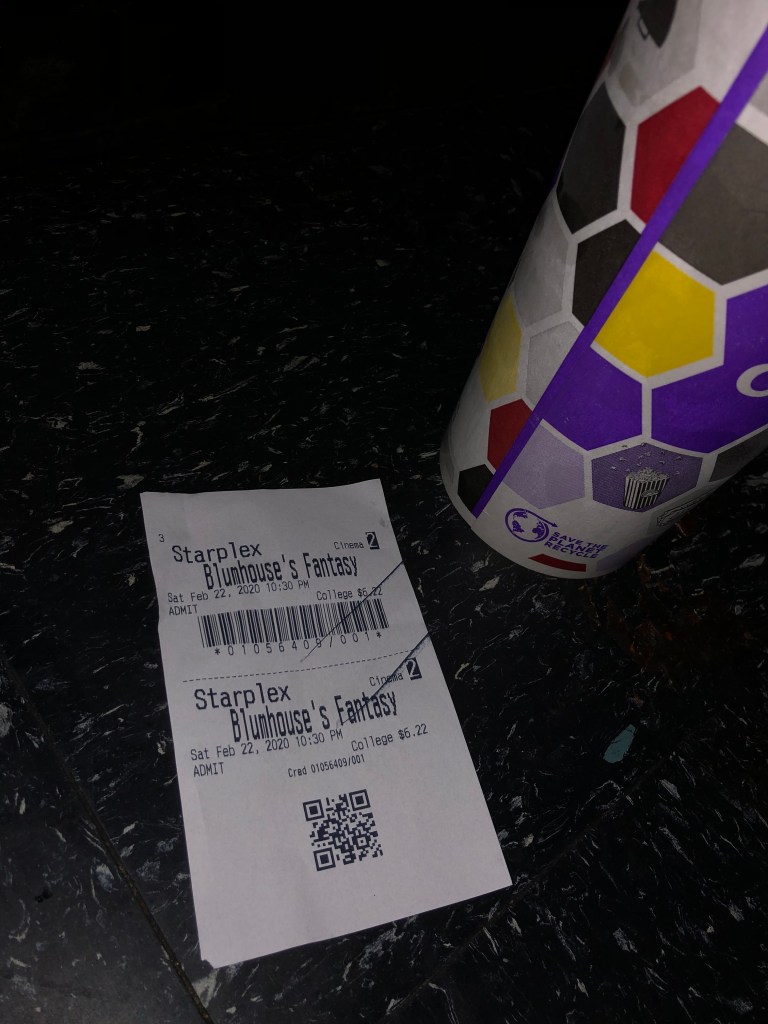 3
Starplex
Cinema 2
Blumhouse's Fantasy
Sat Feb 22, 2020 10:30 PM
College $6.22
ADMIT
*01056409/001*
Starplex
Cinema 2
Blumhouse's Fantasy
Sat Feb 22, 2020 10:30 PM
College $6.22
ADMIT
Cred 01056409/001
C
SAVE THE
PLANET
RECYCLE